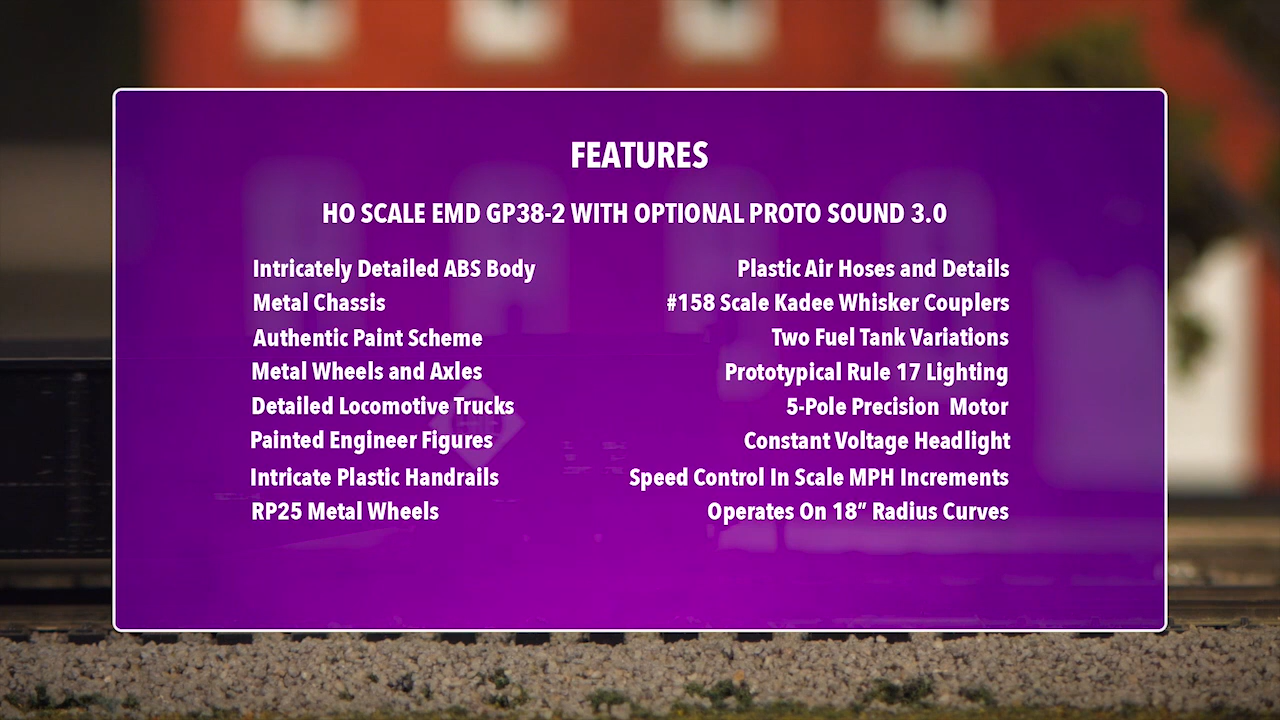 FEATURES
HO SCALE EMD GP38-2 WITH OPTIONAL PROTO SOUND 3.0
Intricately Detailed ABS Body
Metal Chassis
Authentic Paint Scheme
Metal Wheels and Axles
Detailed Locomotive Trucks
Painted Engineer Figures
Intricate Plastic Handrails
RP25 Metal Wheels
Plastic Air Hoses and Details
#158 Scale Kadee Whisker Couplers
Two Fuel Tank Variations
Prototypical Rule 17 Lighting
5-Pole Precision  Motor
Constant Voltage Headlight
Speed Control In Scale MPH Increments
Operates On 18” Radius Curves